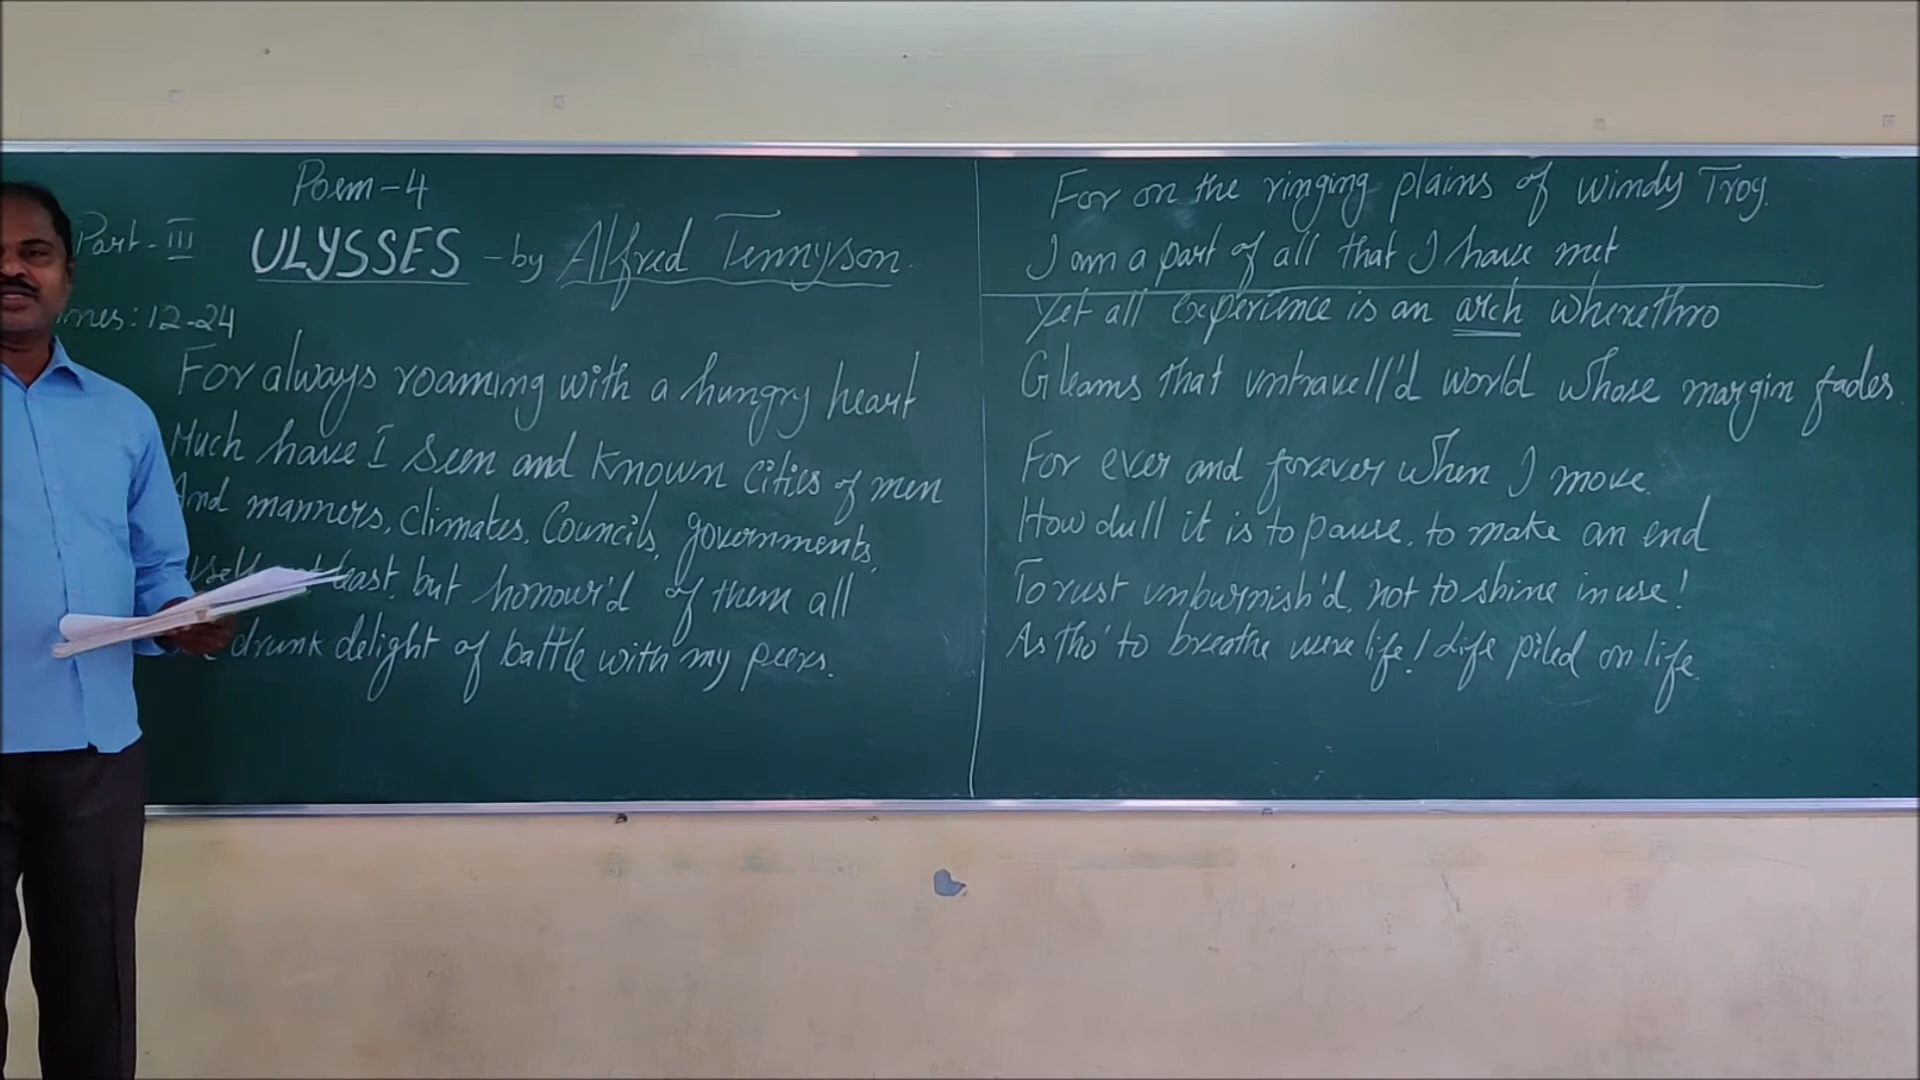 Poem-4
Part-III ULYSSES - by Alfred Tennyson.
ines: 12-24
For always roaming with a hungry heart
Much have I seen and known Cities of men
And manners, climates, Councils, governments,
least, but honour'd of them all
drunk delight of battle with my peers.
For on the ringing plains of windy Troy.
I am a part of all that I have met
Yet all experience is an arch wherethro
Gleams that untravell'd world whose margin fades.
For ever and forever when I move.
How dull it is to pause, to make an end
To rust unburnish'd, not to shine in use!
As tho' to breathe were life! Life piled on life.